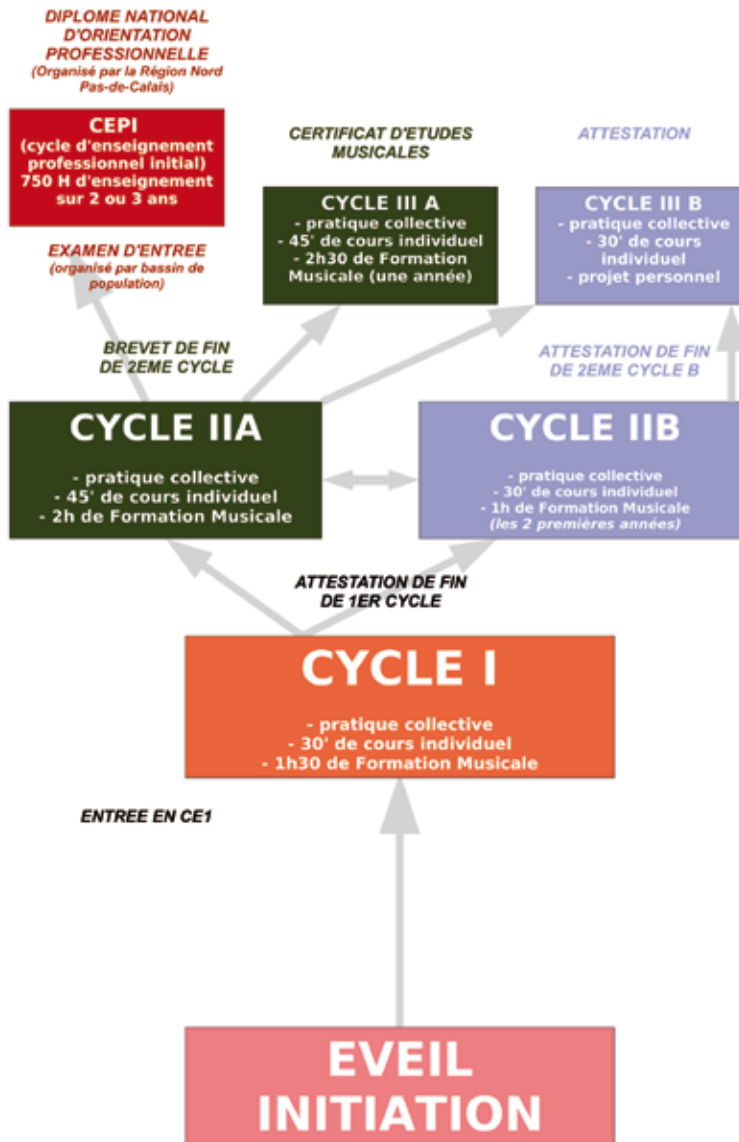 DIPLOME NATIONAL
D'ORIENTATION
PROFESSIONNELLE
(Organisé par la Région Nord
Pas-de-Calais)
CEPI
(cycle d'enseignement
professionnel initial)
750 H d'enseignement
sur 2 ou 3 ans
EXAMEN D'ENTREE
(organisé par bassin de
population)
CERTIFICAT D'ETUDES
MUSICALES
CYCLE III A
- pratique collective
- 45' de cours individuel
- 2h30 de Formation
Musicale (une année)
ATTESTATION
CYCLE III B
- pratique collective
- 30' de cours
individuel
- projet personnel
BREVET DE FIN
DE 2EME CYCLE
ATTESTATION DE FIN
DE 2EME CYCLE B
CYCLE IIA
- pratique collective
- 45' de cours individuel
- 2h de Formation Musicale
CYCLE IIB
- pratique collective
- 30' de cours individuel
- 1h de Formation Musicale
(les 2 premières années)
ATTESTATION DE FIN
DE 1ER CYCLE
CYCLE I
- pratique collective
- 30' de cours individuel
- 1h30 de Formation Musicale
ENTREE EN CE1
EVEIL
INITIATION